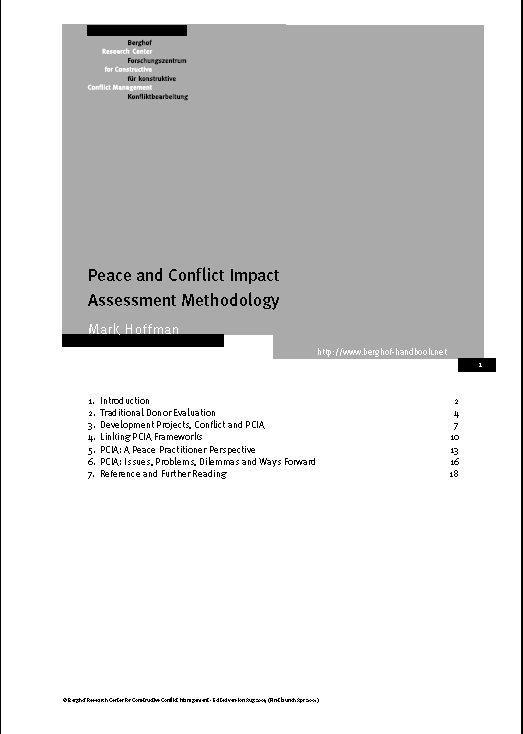 Berghof
Research Center
Forschungszentrum
for Constructive
für konstruktive
Conflict Management
Konfliktbearbeitung
Peace and Conflict Impact
Assessment Methodology
Mark Hoffman
http://www.berghof-handbook.net
1
1. Introduction 2
2. Traditional Donor Evaluation 4
3. Development Projects, Conflict and PCIA 7
4. Linking PCIA Frameworks 10
5. PCIA: A Peace Practitioner Perspective 13
6. PCIA: Issues, Problems, Dilemmas and Ways Forward 16
7. Reference and Further Reading 18
© Berghof Research Center for Constructive Conflict Management - Edited version Aug 2004 (First launch Apr 2001)